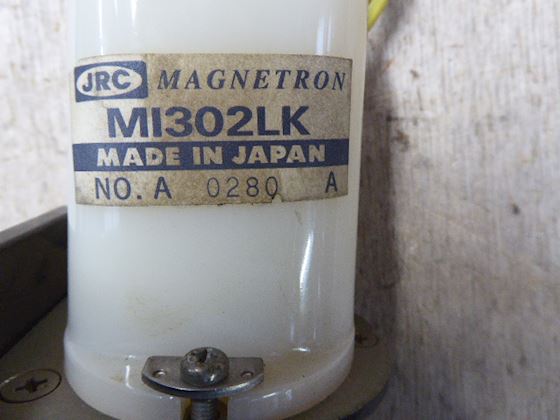 JRC MAGNETRON
MI302LK
MADE IN JAPAN
NO. A 0280 A